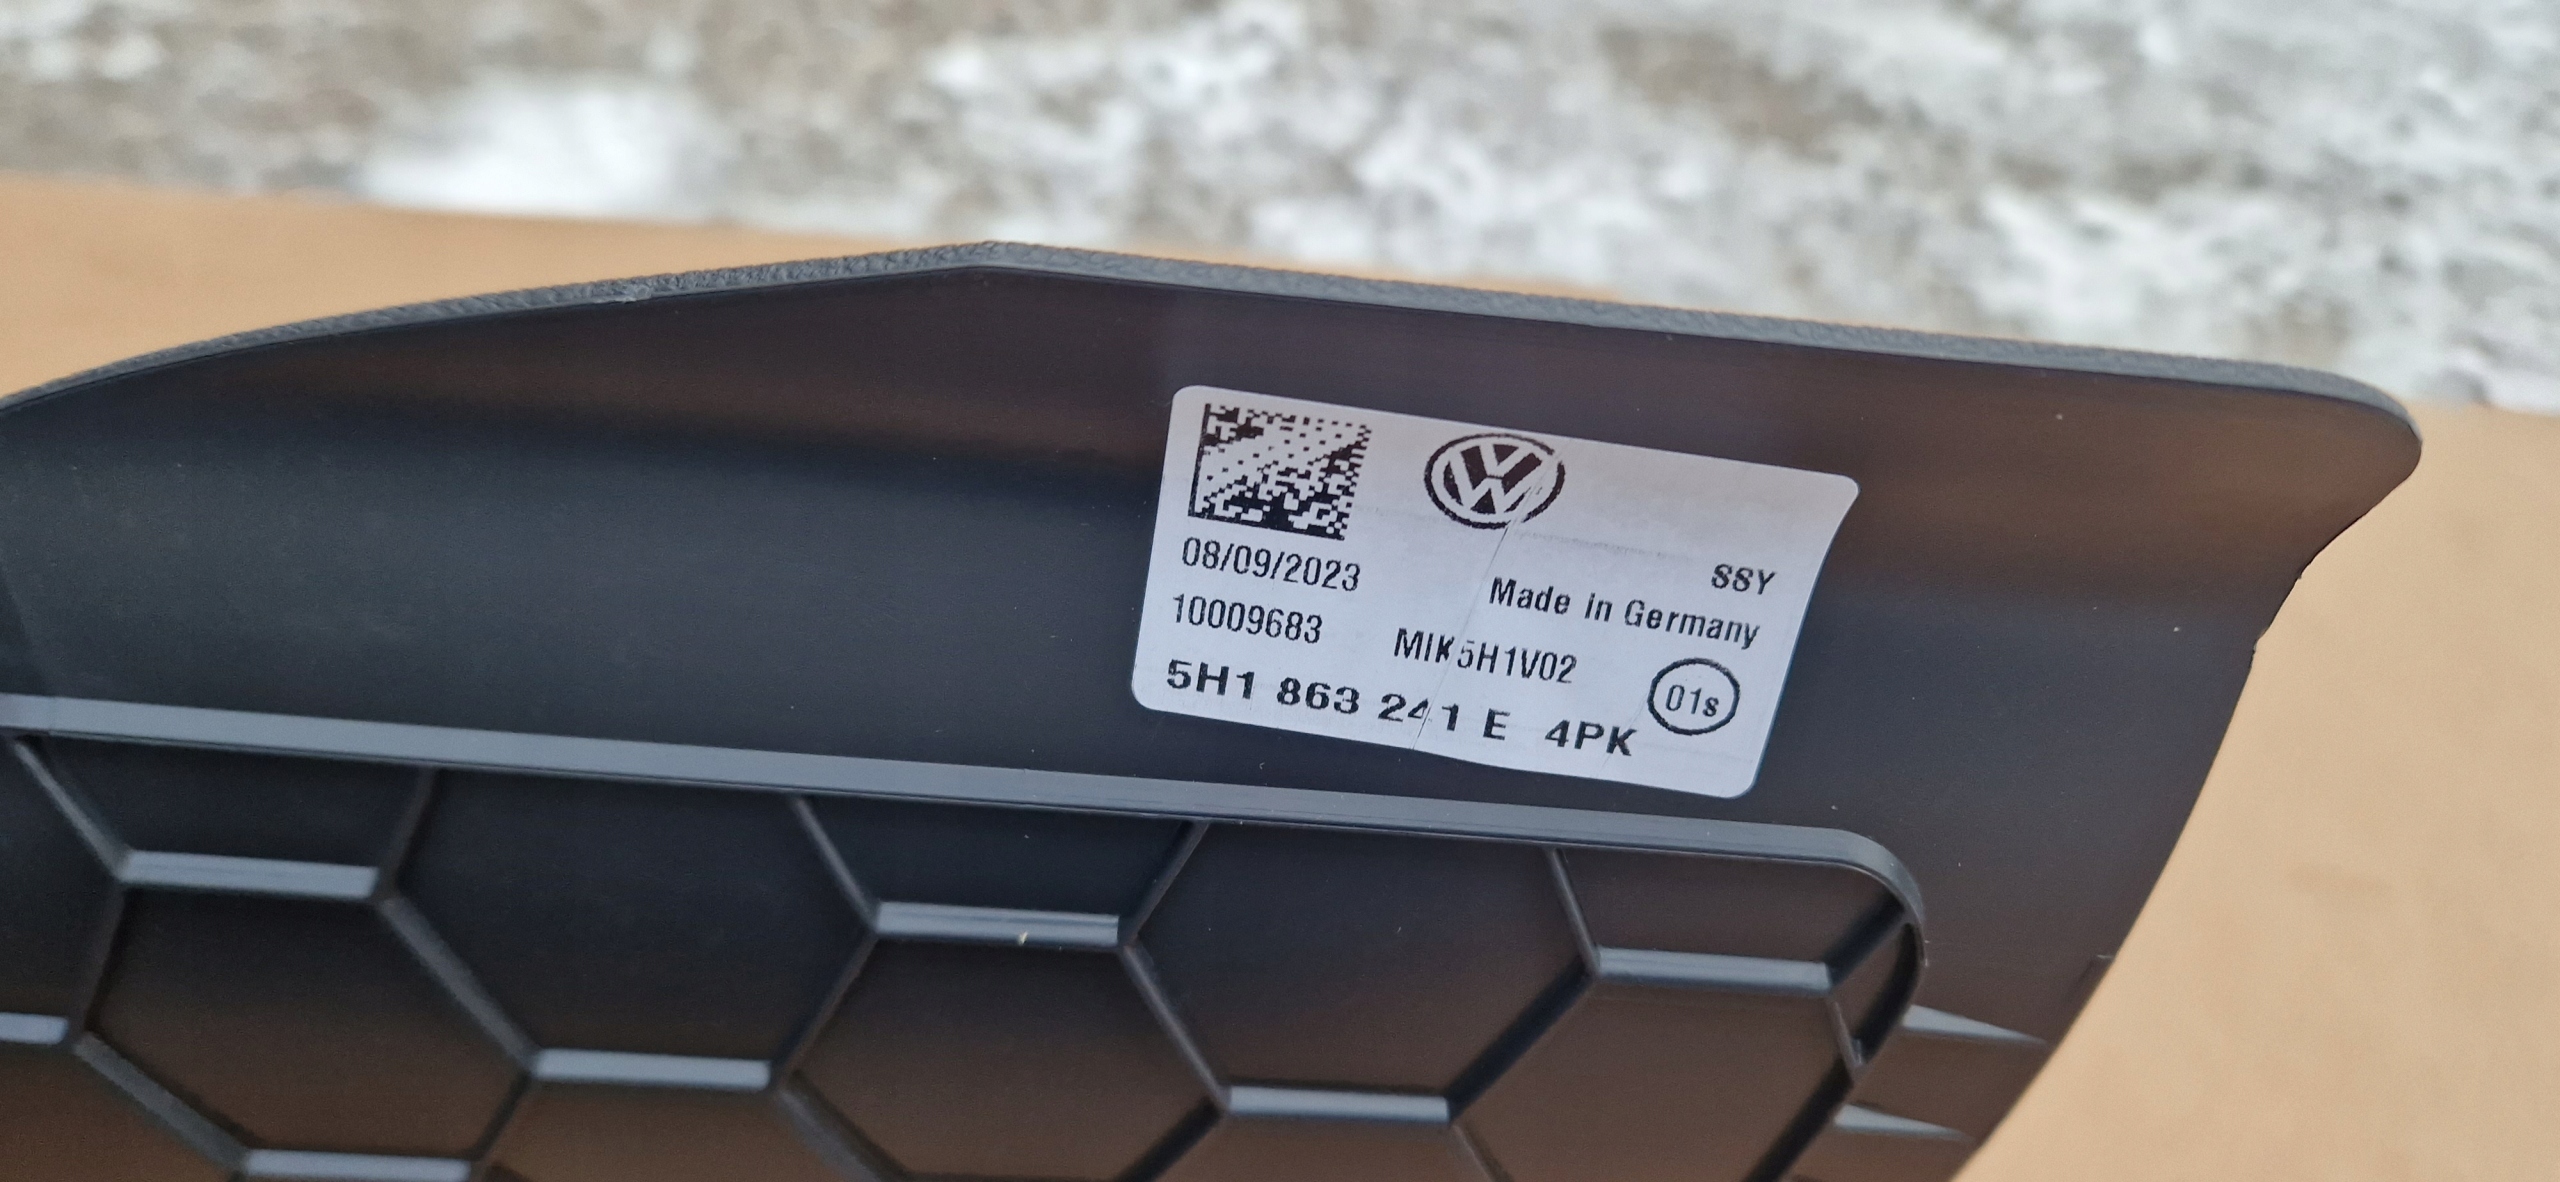 08/09/2023
SSY
Made in Germany
10009683
MIK5H1V02
5H1 863 241 E 4PK
01s